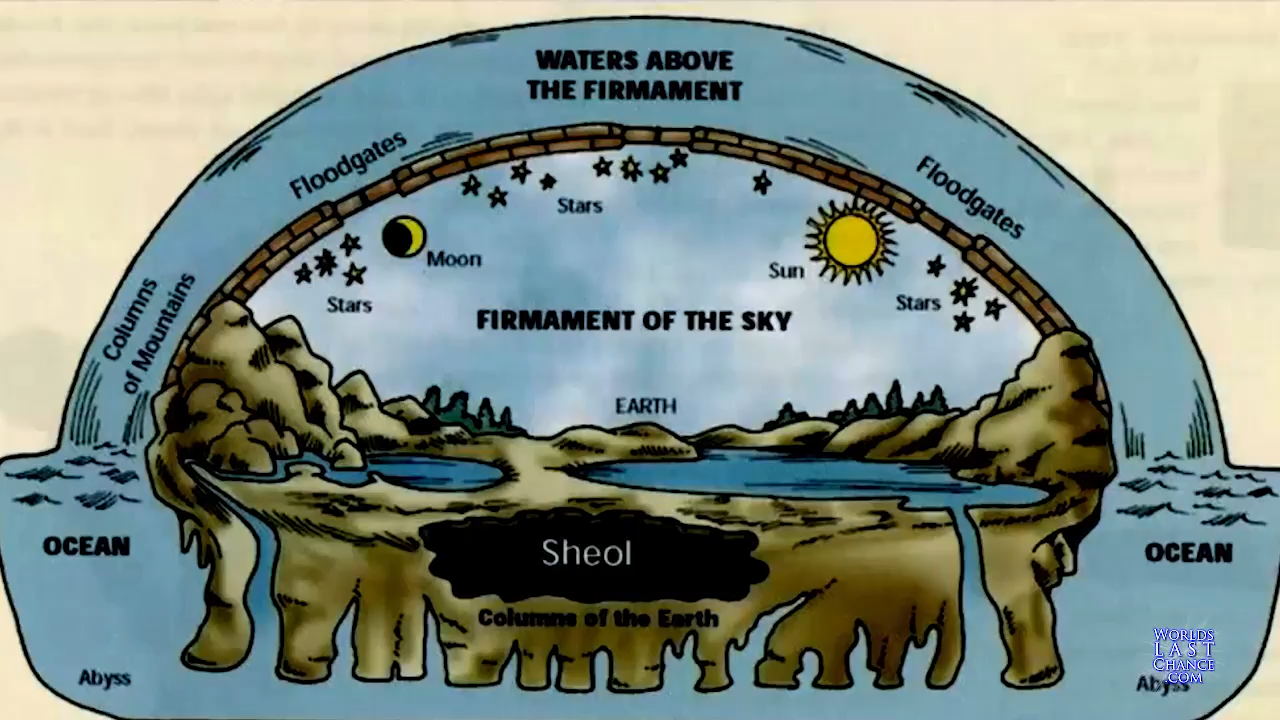 WATERS ABOVE
THE FIRMAMENT
Floodgates
Floodgates
Columns
of Mountains
Stars
Moon
Stars
Sun
Stars
FIRMAMENT OF THE SKY
EARTH
OCEAN
Sheol
OCEAN
Columns of the Earth
Abyss
Abyss
WORLDS
LAST
CHANCE
.COM